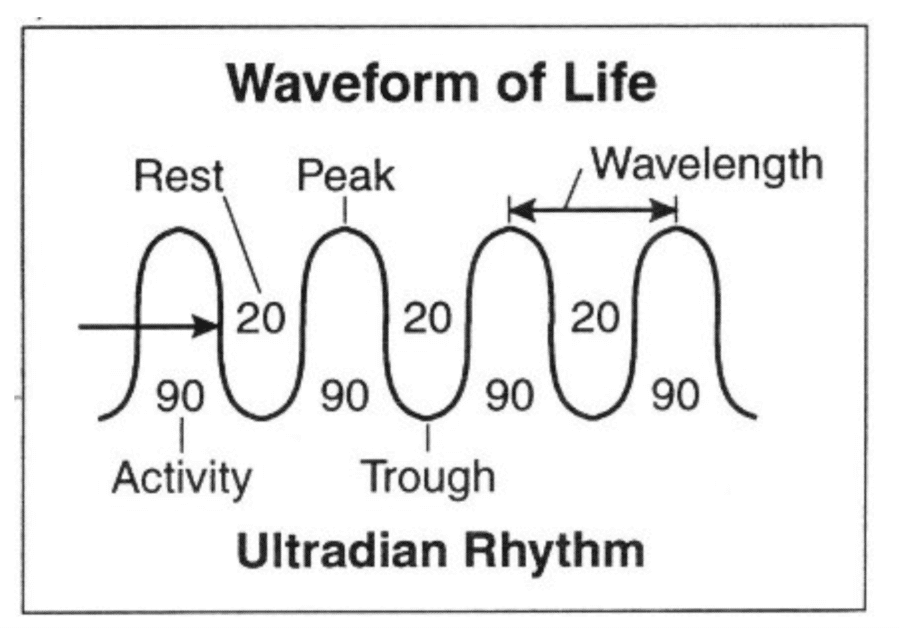 Waveform of Life
Rest Peak Wavelength
20 20 20
90 90 90 90
Activity Trough
Ultradian Rhythm